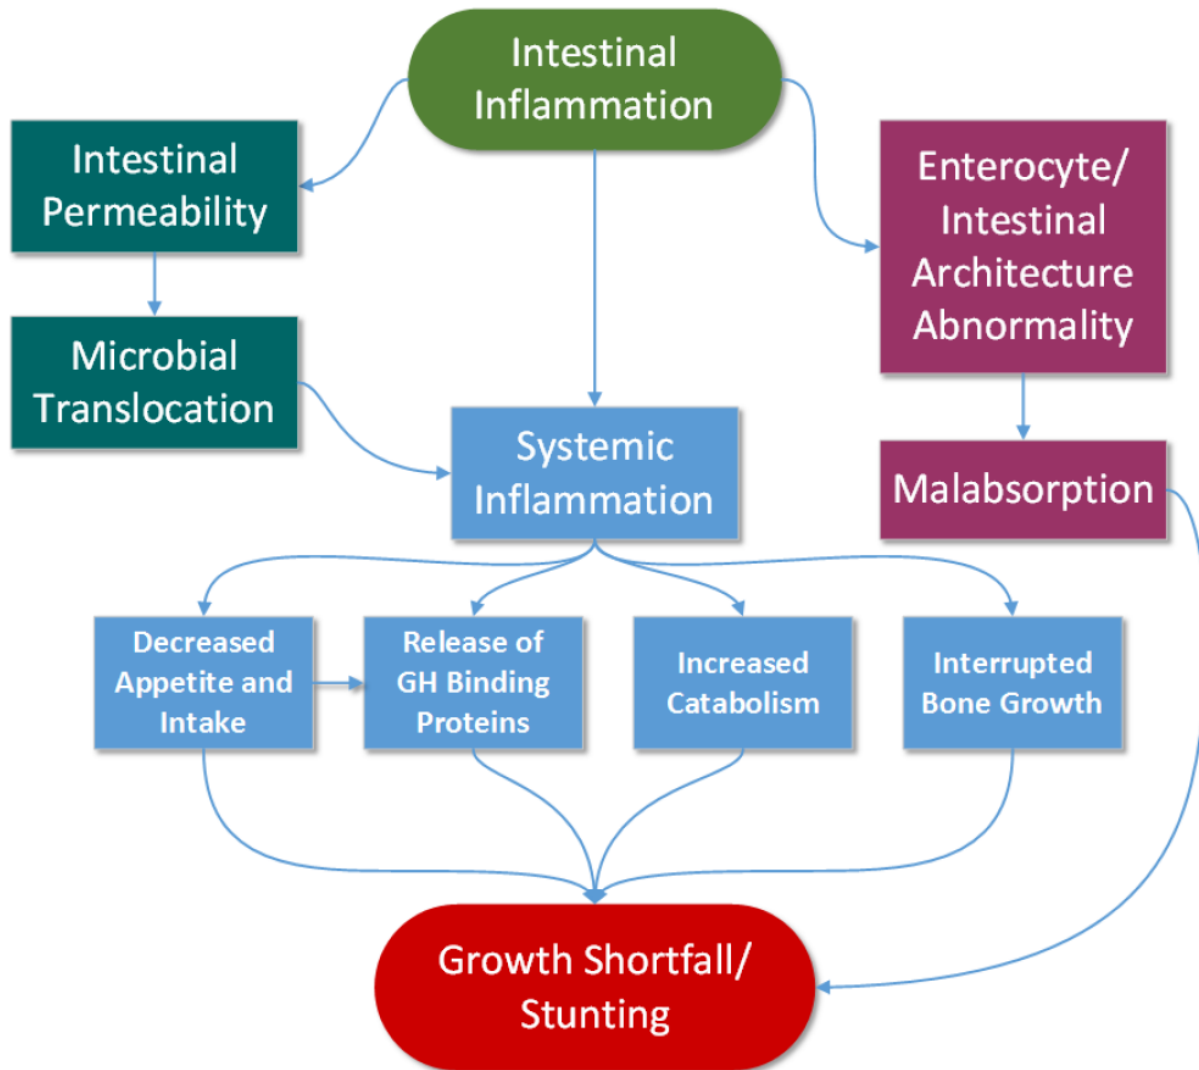 Intestinal
Inflammation
Intestinal
Permeability
Enterocyte/
Intestinal
Architecture
Abnormality
Microbial
Translocation
Systemic
Inflammation
Malabsorption
Decreased
Appetite and
Intake
Release of
GH Binding
Proteins
Increased
Catabolism
Interrupted
Bone Growth
Growth Shortfall/
Stunting